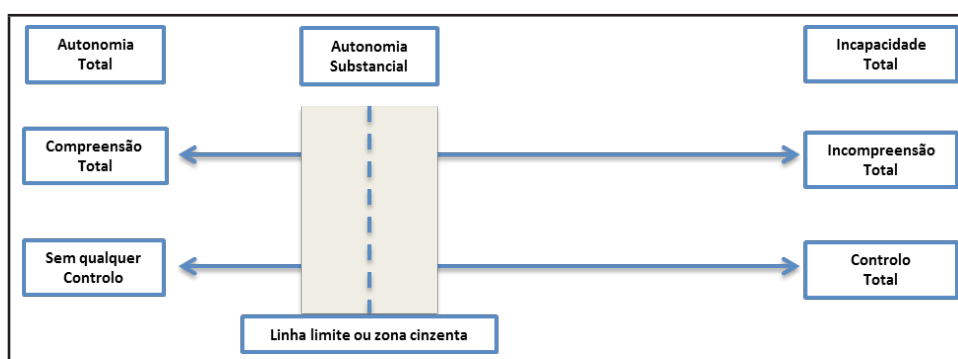 Autonomia
Total
Autonomia
Substancial
Incapacidade
Total
Compreensão
Total
Incompreensão
Total
Sem qualquer
Controlo
Controlo
Total
Linha limite ou zona cinzenta